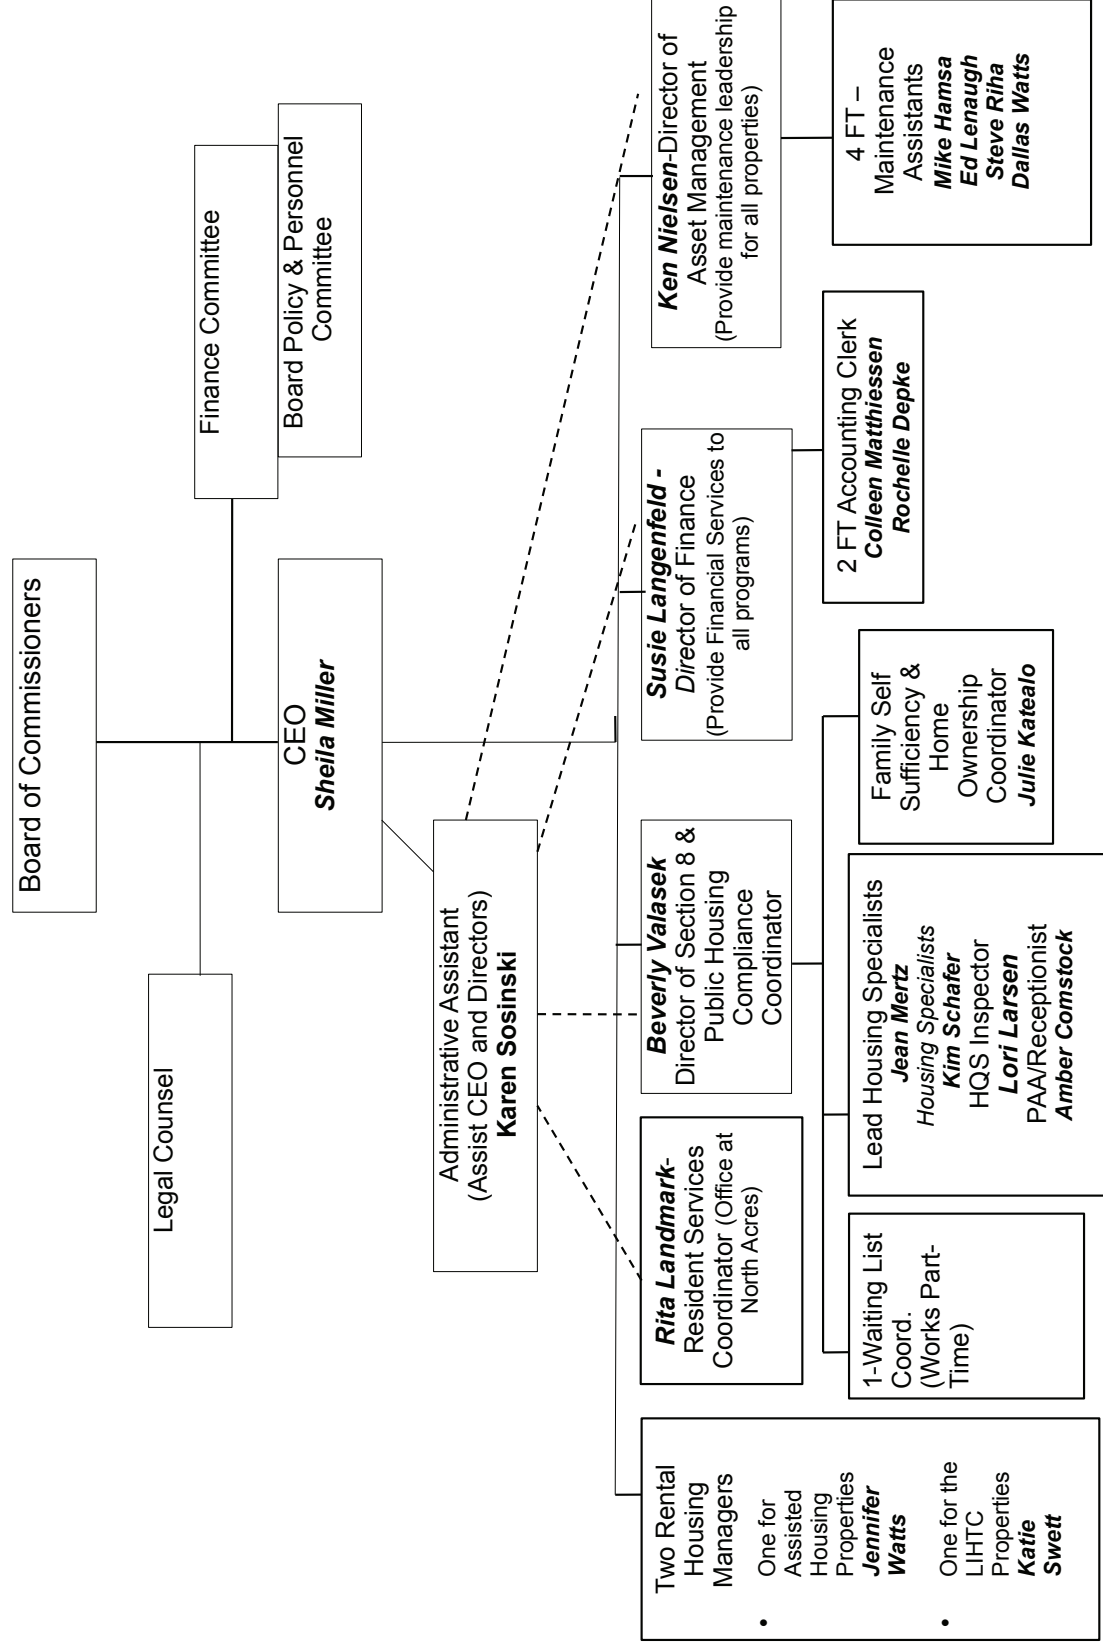 Board of Commissioners
Legal Counsel
Finance Committee
Board Policy & Personnel
Committee
CEO
Sheila Miller
Administrative Assistant
(Assist CEO and Directors)
Karen Sosinski
Two Rental
Housing
Managers
• One for
Assisted
Housing
Properties
Jennifer
Watts
• One for the
LIHTC
Properties
Katie
Swett
Rita Landmark-
Resident Services
Coordinator (Office at
North Acres)
Beverly Valasek
Director of Section 8 &
Public Housing
Compliance
Coordinator
Susie Langenfeld -
Director of Finance
(Provide Financial Services to
all programs)
Ken Nielsen-Director of
Asset Management
(Provide maintenance leadership
for all properties)
1-Waiting List
Coord.
(Works Part-
Time)
Lead Housing Specialists
Jean Mertz
Housing Specialists
Kim Schafer
HQS Inspector
Lori Larsen
PAA/Receptionist
Amber Comstock
Family Self
Sufficiency &
Home
Ownership
Coordinator
Julie Katealo
2 FT Accounting Clerk
Colleen Matthiessen
Rochelle Depke
4 FT –
Maintenance
Assistants
Mike Hamsa
Ed Lenaugh
Steve Riha
Dallas Watts